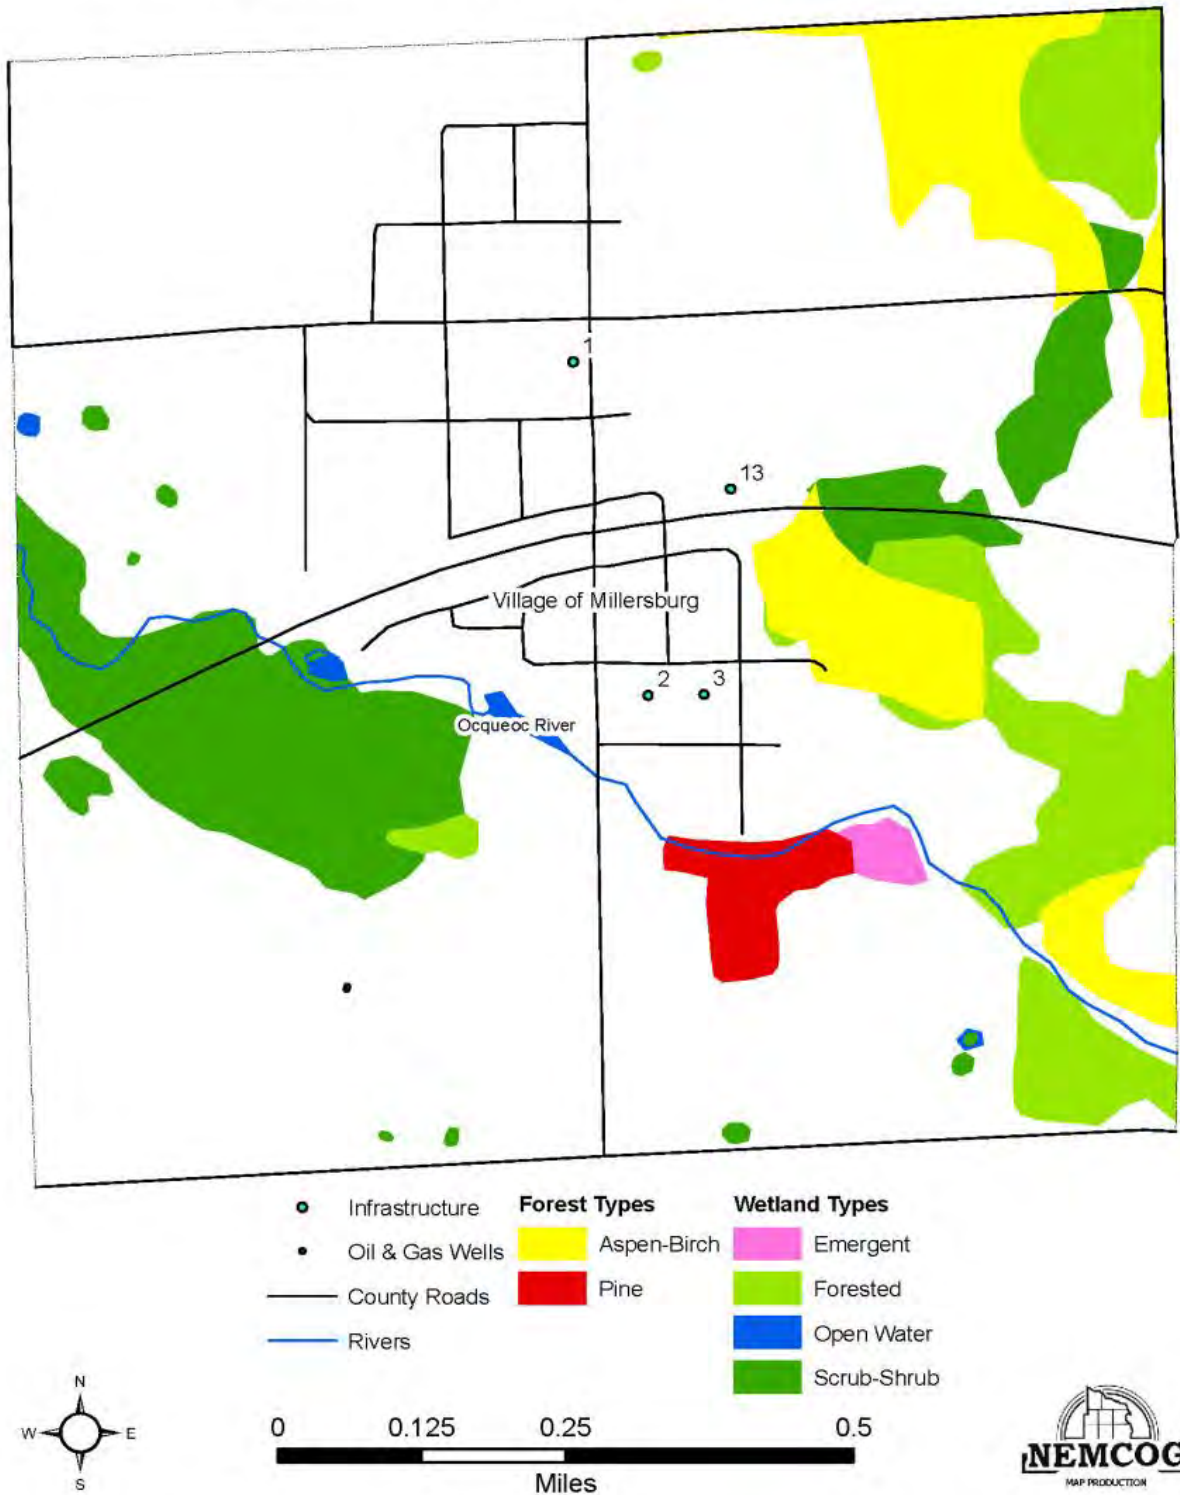 1
13
Village of Millersburg
2
3
Ocqueoc River
Infrastructure
Oil & Gas Wells
County Roads
Rivers
Forest Types
Aspen-Birch
Pine
Wetland Types
Emergent
Forested
Open Water
Scrub-Shrub
N
W E
S
0 0.125 0.25 0.5
Miles
NEMCOG
MAP PRODUCTION